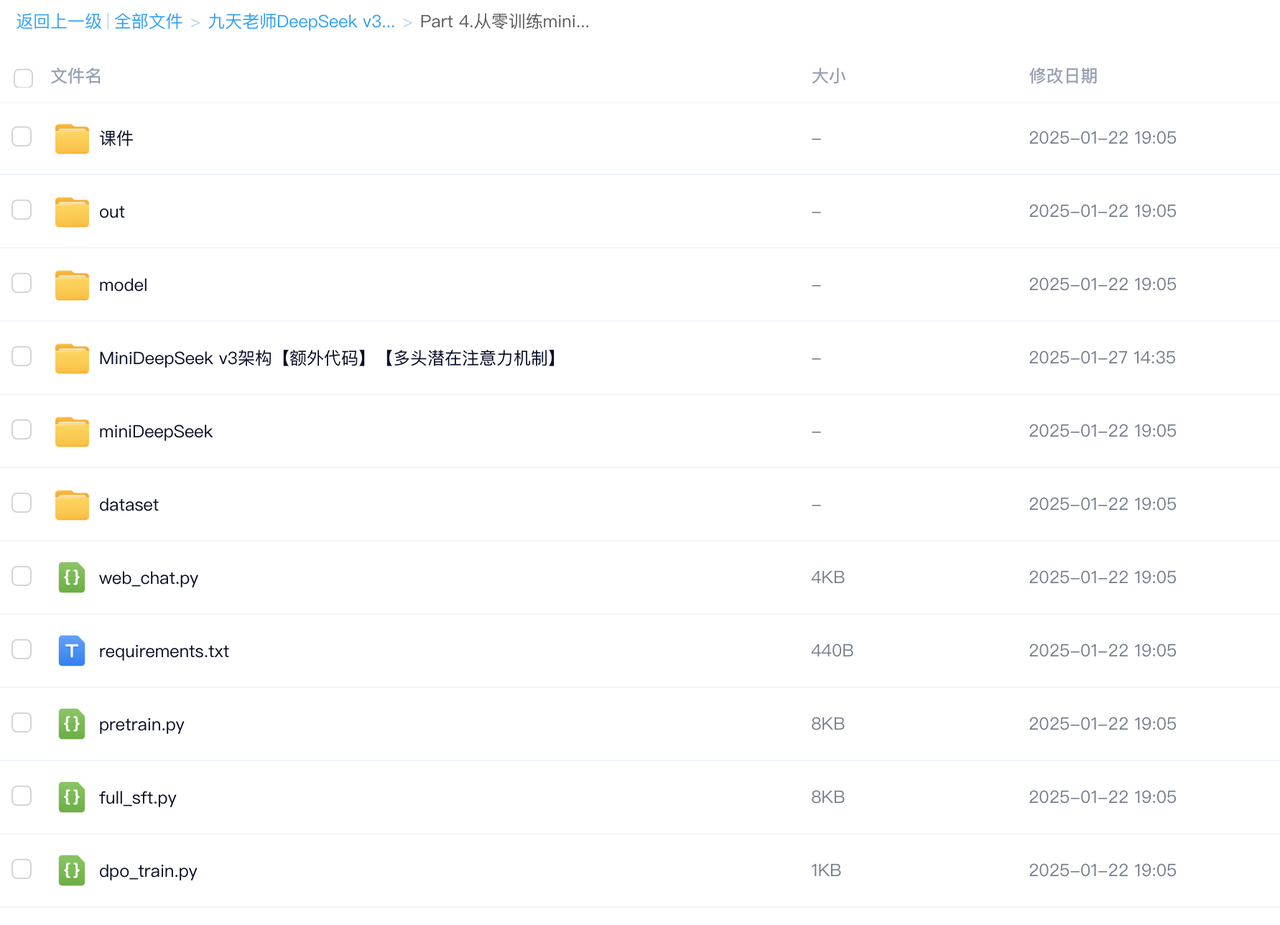 返回上一级 | 全部文件 > 九天老师DeepSeek v3... > Part 4.从零训练mini...
文件名 大小 修改日期
课件 – 2025-01-22 19:05
out – 2025-01-22 19:05
model – 2025-01-22 19:05
MiniDeepSeek v3架构【额外代码】【多头潜在注意力机制】 – 2025-01-27 14:35
miniDeepSeek – 2025-01-22 19:05
dataset – 2025-01-22 19:05
web_chat.py 4KB 2025-01-22 19:05
requirements.txt 440B 2025-01-22 19:05
pretrain.py 8KB 2025-01-22 19:05
full_sft.py 8KB 2025-01-22 19:05
dpo_train.py 1KB 2025-01-22 19:05